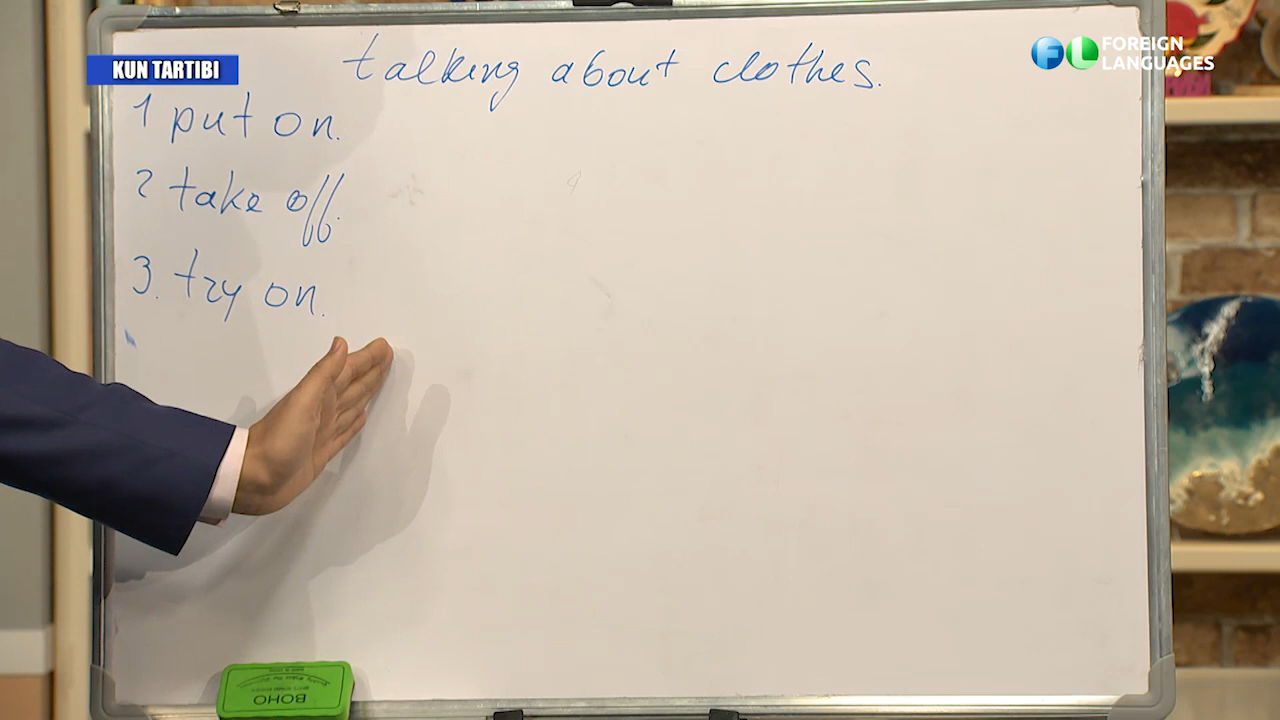 KUN TARTIBI
FOREIGN
LANGUAGES
talking about clothes.
1 put on.
2 take off.
3. try on.
BOHO